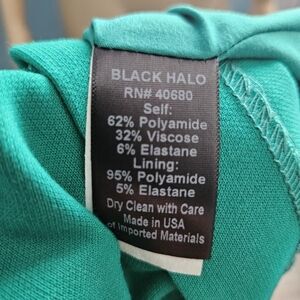 BLACK HALO
RN# 40680
Self:
62% Polyamide
32% Viscose
6% Elastane
Lining:
95% Polyamide
5% Elastane
Dry Clean with Care
Made in USA
of Imported Materials